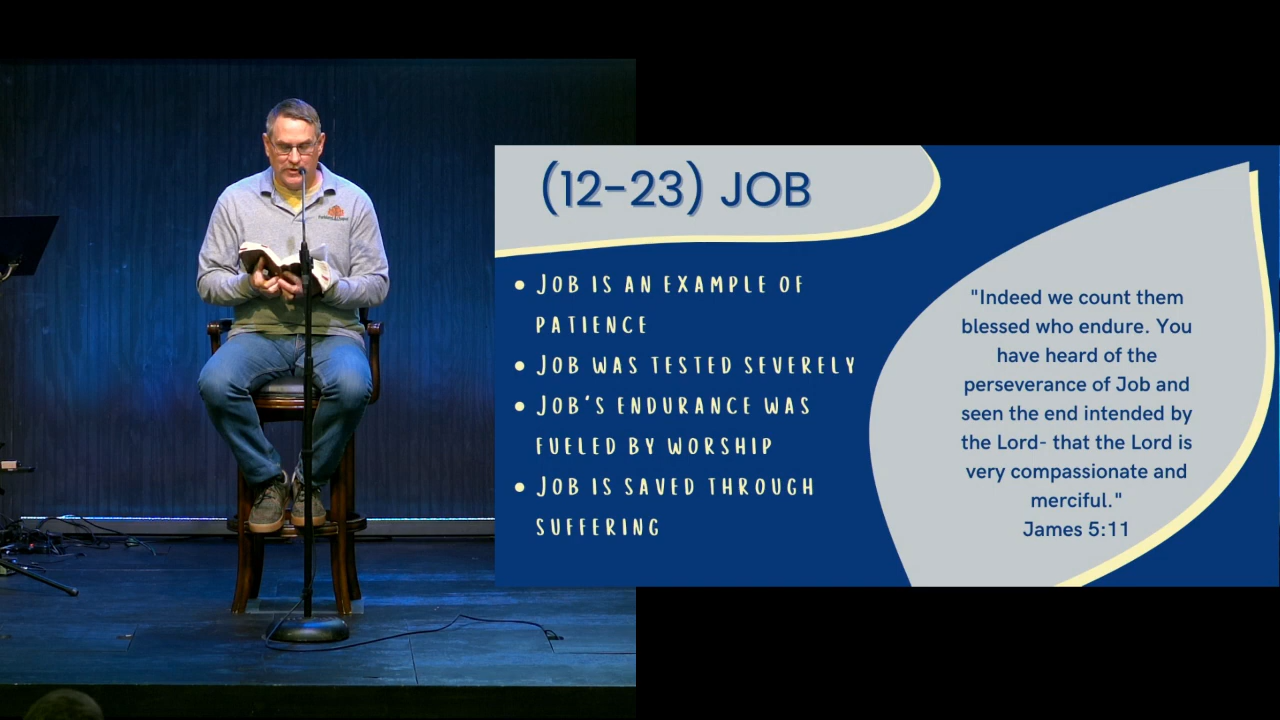 (12-23) JOB
• JOB IS AN EXAMPLE OF
PATIENCE
• JOB WAS TESTED SEVERELY
• JOB'S ENDURANCE WAS
FUELED BY WORSHIP
• JOB IS SAVED THROUGH
SUFFERING
"Indeed we count them
blessed who endure. You
have heard of the
perseverance of Job and
seen the end intended by
the Lord- that the Lord is
very compassionate and
merciful."
James 5:11